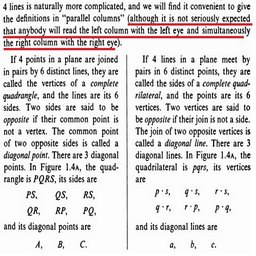 4 lines is naturally more complicated, and we will find it convenient to give
the definitions in "parallel columns" (although it is not seriously expected
that anybody will read the left column with the left eye and simultaneously
the right column with the right eye).
If 4 points in a plane are joined
in pairs by 6 distinct lines, they are
called the vertices of a complete
quadrangle, and the lines are its 6
sides. Two sides are said to be
opposite if their common point is
not a vertex. The common point
of two opposite sides is called a
diagonal point. There are 3 diagonal
points. In Figure 1.4A, the quad-
rangle is PQRS, its sides are
PS, QS, RS,
QR, RP, PQ,
and its diagonal points are
A, B, C.
If 4 lines in a plane meet by
pairs in 6 distinct points, they are
called the sides of a complete quad-
rilateral, and the points are its 6
vertices. Two vertices are said to be
opposite if their join is not a side.
The join of two opposite vertices is
called a diagonal line. There are 3
diagonal lines. In Figure 1.4A, the
quadrilateral is pqrs, its vertices
are
p · s, q · s, r · s,
q · r, r · p, p · q,
and its diagonal lines are
a, b, c.